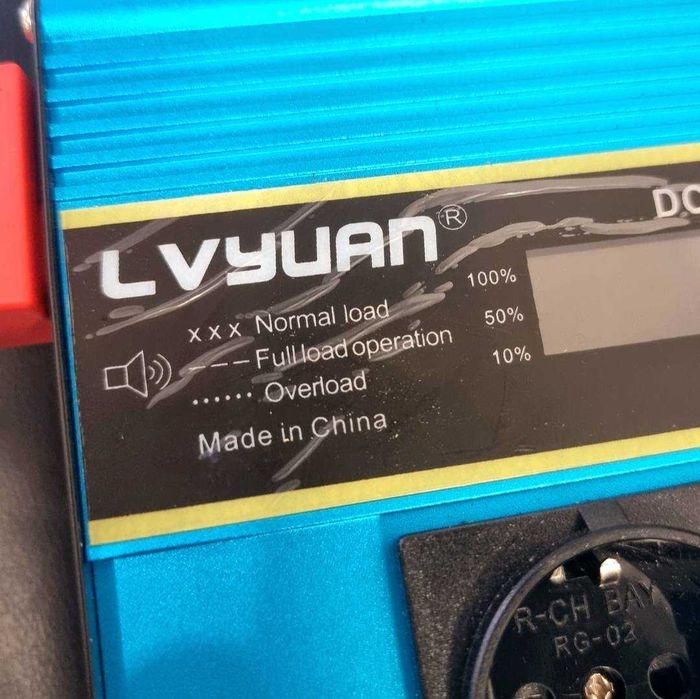 LVYUAN®
DC
100%
x x x Normal load
50%
--- Full load operation
10%
...... Overload
Made in China
R-CH BAY
RG-02